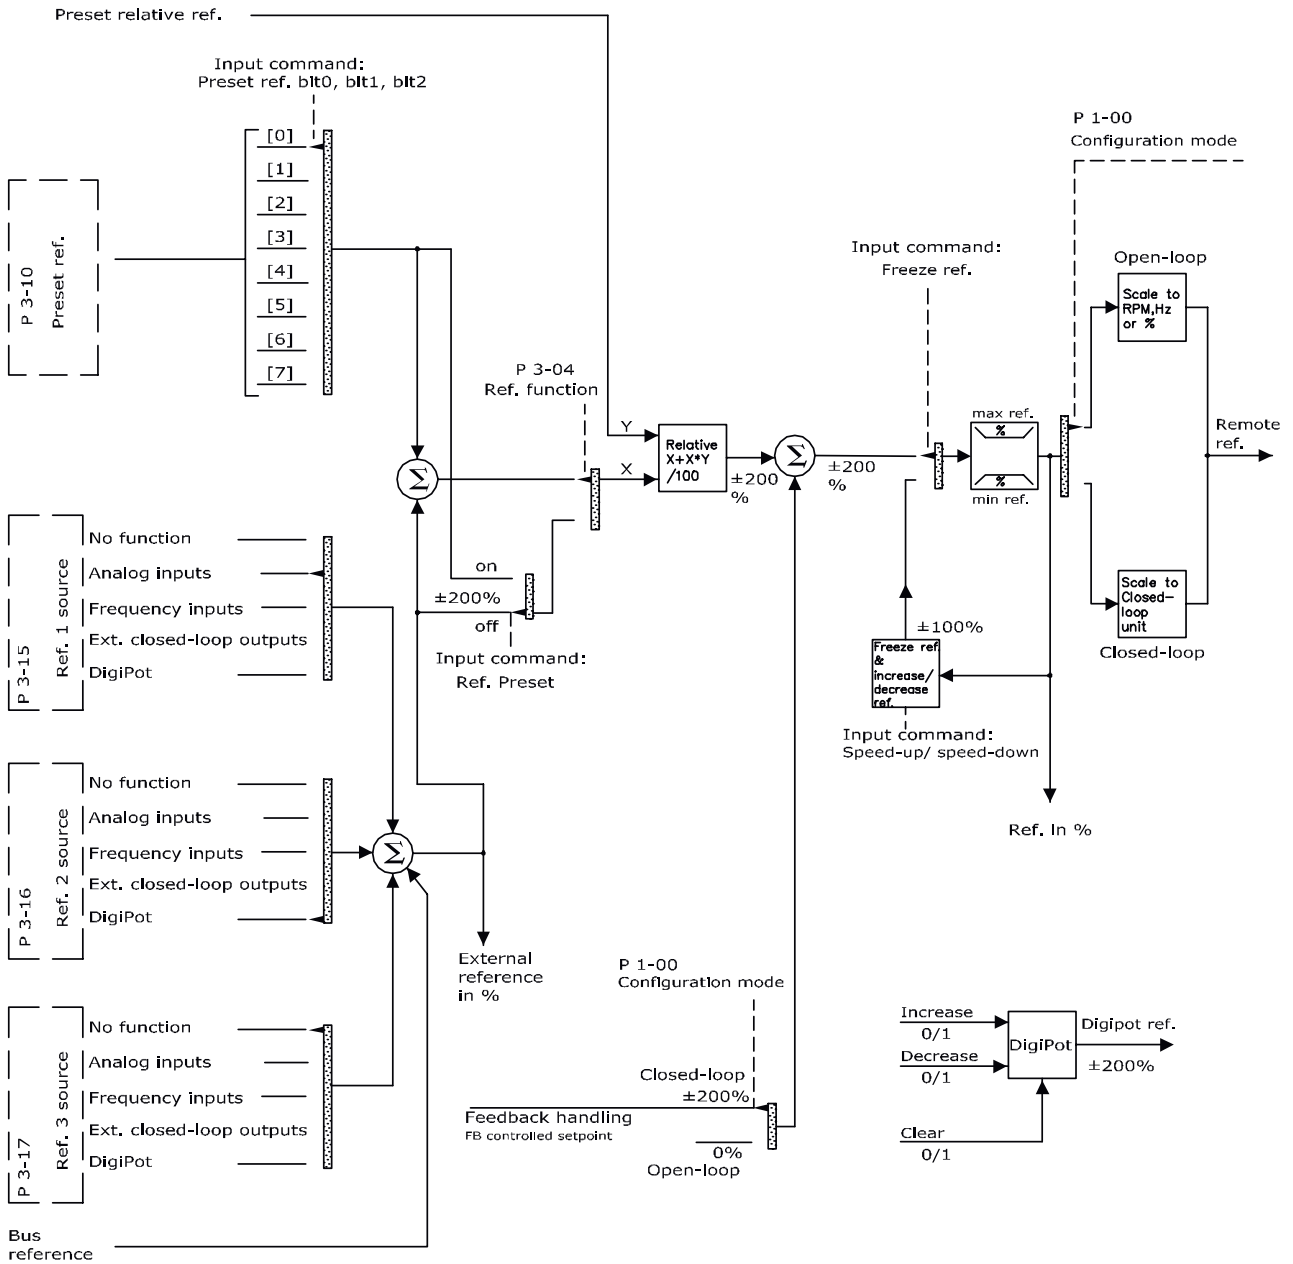 Preset relative ref.
Input command:
Preset ref. blt0, blt1, blt2
[0]
[1]
[2]
[3]
[4]
[5]
[6]
[7]
P 3-10
Preset ref.
P 1-00
Configuration mode
Input command:
Freeze ref.
Open-loop
Scale to
RPM,Hz
or %
P 3-04
Ref. function
Y
X
Relative
X+X*Y
/100
±200
%
Σ
±200
%
max ref.
%
%
min ref.
Remote
ref.
Σ
on
±200%
off
Input command:
Ref. Preset
±100%
Freeze ref.
&
increase/
decrease
ref.
Input command:
Speed-up/ speed-down
Scale to
Closed-
loop
unit
Closed-loop
Ref. In %
P 3-15
Ref. 1 source
No function
Analog inputs
Frequency inputs
Ext. closed-loop outputs
DigiPot
P 3-16
Ref. 2 source
No function
Analog inputs
Frequency inputs
Ext. closed-loop outputs
DigiPot
Σ
External
reference
in %
P 3-17
Ref. 3 source
No function
Analog inputs
Frequency inputs
Ext. closed-loop outputs
DigiPot
Bus
reference
P 1-00
Configuration mode
Closed-loop
±200%
Feedback handling
FB controlled setpoint
0%
Open-loop
Increase
0/1
Decrease
0/1
Clear
0/1
DigiPot
Digipot ref.
±200%